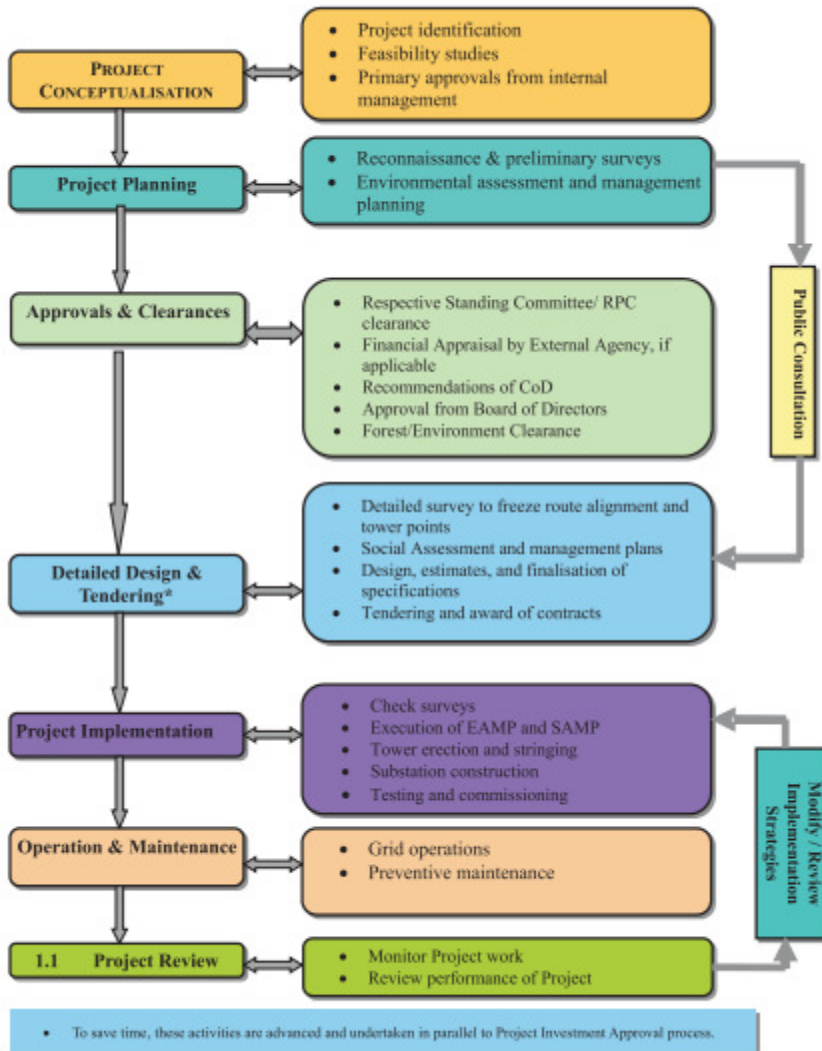 PROJECT
CONCEPTUALISATION
• Project identification
• Feasibility studies
• Primary approvals from internal
management
Project Planning
• Reconnaissance & preliminary surveys
• Environmental assessment and management
planning
Public Consultation
Approvals & Clearances
• Respective Standing Committee/ RPC
clearance
• Financial Appraisal by External Agency, if
applicable
• Recommendations of CoD
• Approval from Board of Directors
• Forest/Environment Clearance
Detailed Design &
Tendering*
• Detailed survey to freeze route alignment and
tower points
• Social Assessment and management plans
• Design, estimates, and finalisation of
specifications
• Tendering and award of contracts
Project Implementation
• Check surveys
• Execution of EAMP and SAMP
• Tower erection and stringing
• Substation construction
• Testing and commissioning
Modify / Review
Implementation
Strategies
Operation & Maintenance
• Grid operations
• Preventive maintenance
1.1 Project Review
• Monitor Project work
• Review performance of Project
• To save time, these activities are advanced and undertaken in parallel to Project Investment Approval process.